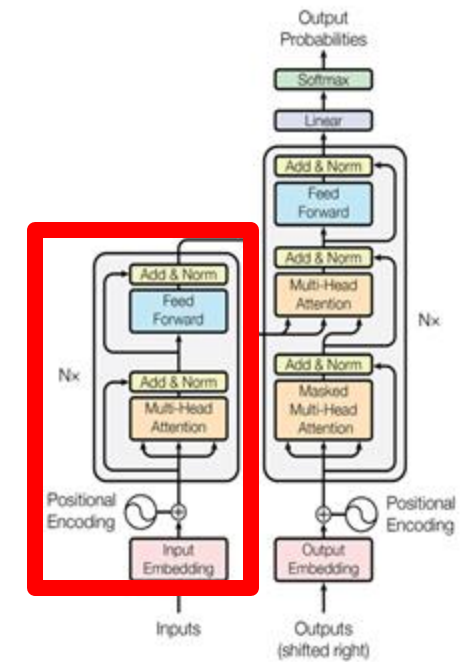 Output
Probabilities
Softmax
Linear
Add & Norm
Feed
Forward
Add & Norm
Multi-Head
Attention
Add & Norm
Masked
Multi-Head
Attention
Nx
Add & Norm
Feed
Forward
Add & Norm
Multi-Head
Attention
Nx
Positional
Encoding
Positional
Encoding
Input
Embedding
Output
Embedding
Inputs
Outputs
(shifted right)